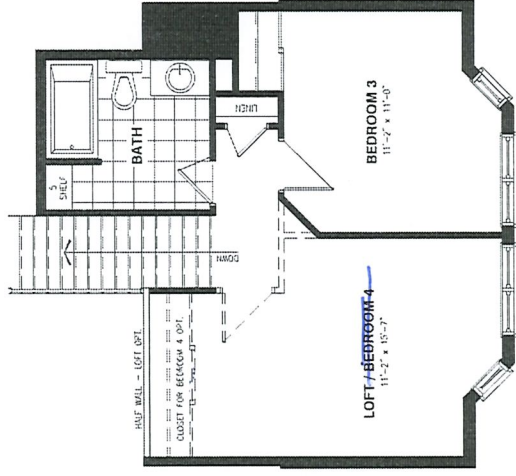 BATH
5
SHELF
LINEN
BEDROOM 3
11'-2" x 11'-0"
DOWN
HALF WALL - LOFT OPT.
CLOSET FOR BEDROOM 4 OPT.
LOFT / BEDROOM 4
11'-2" x 15'-7"